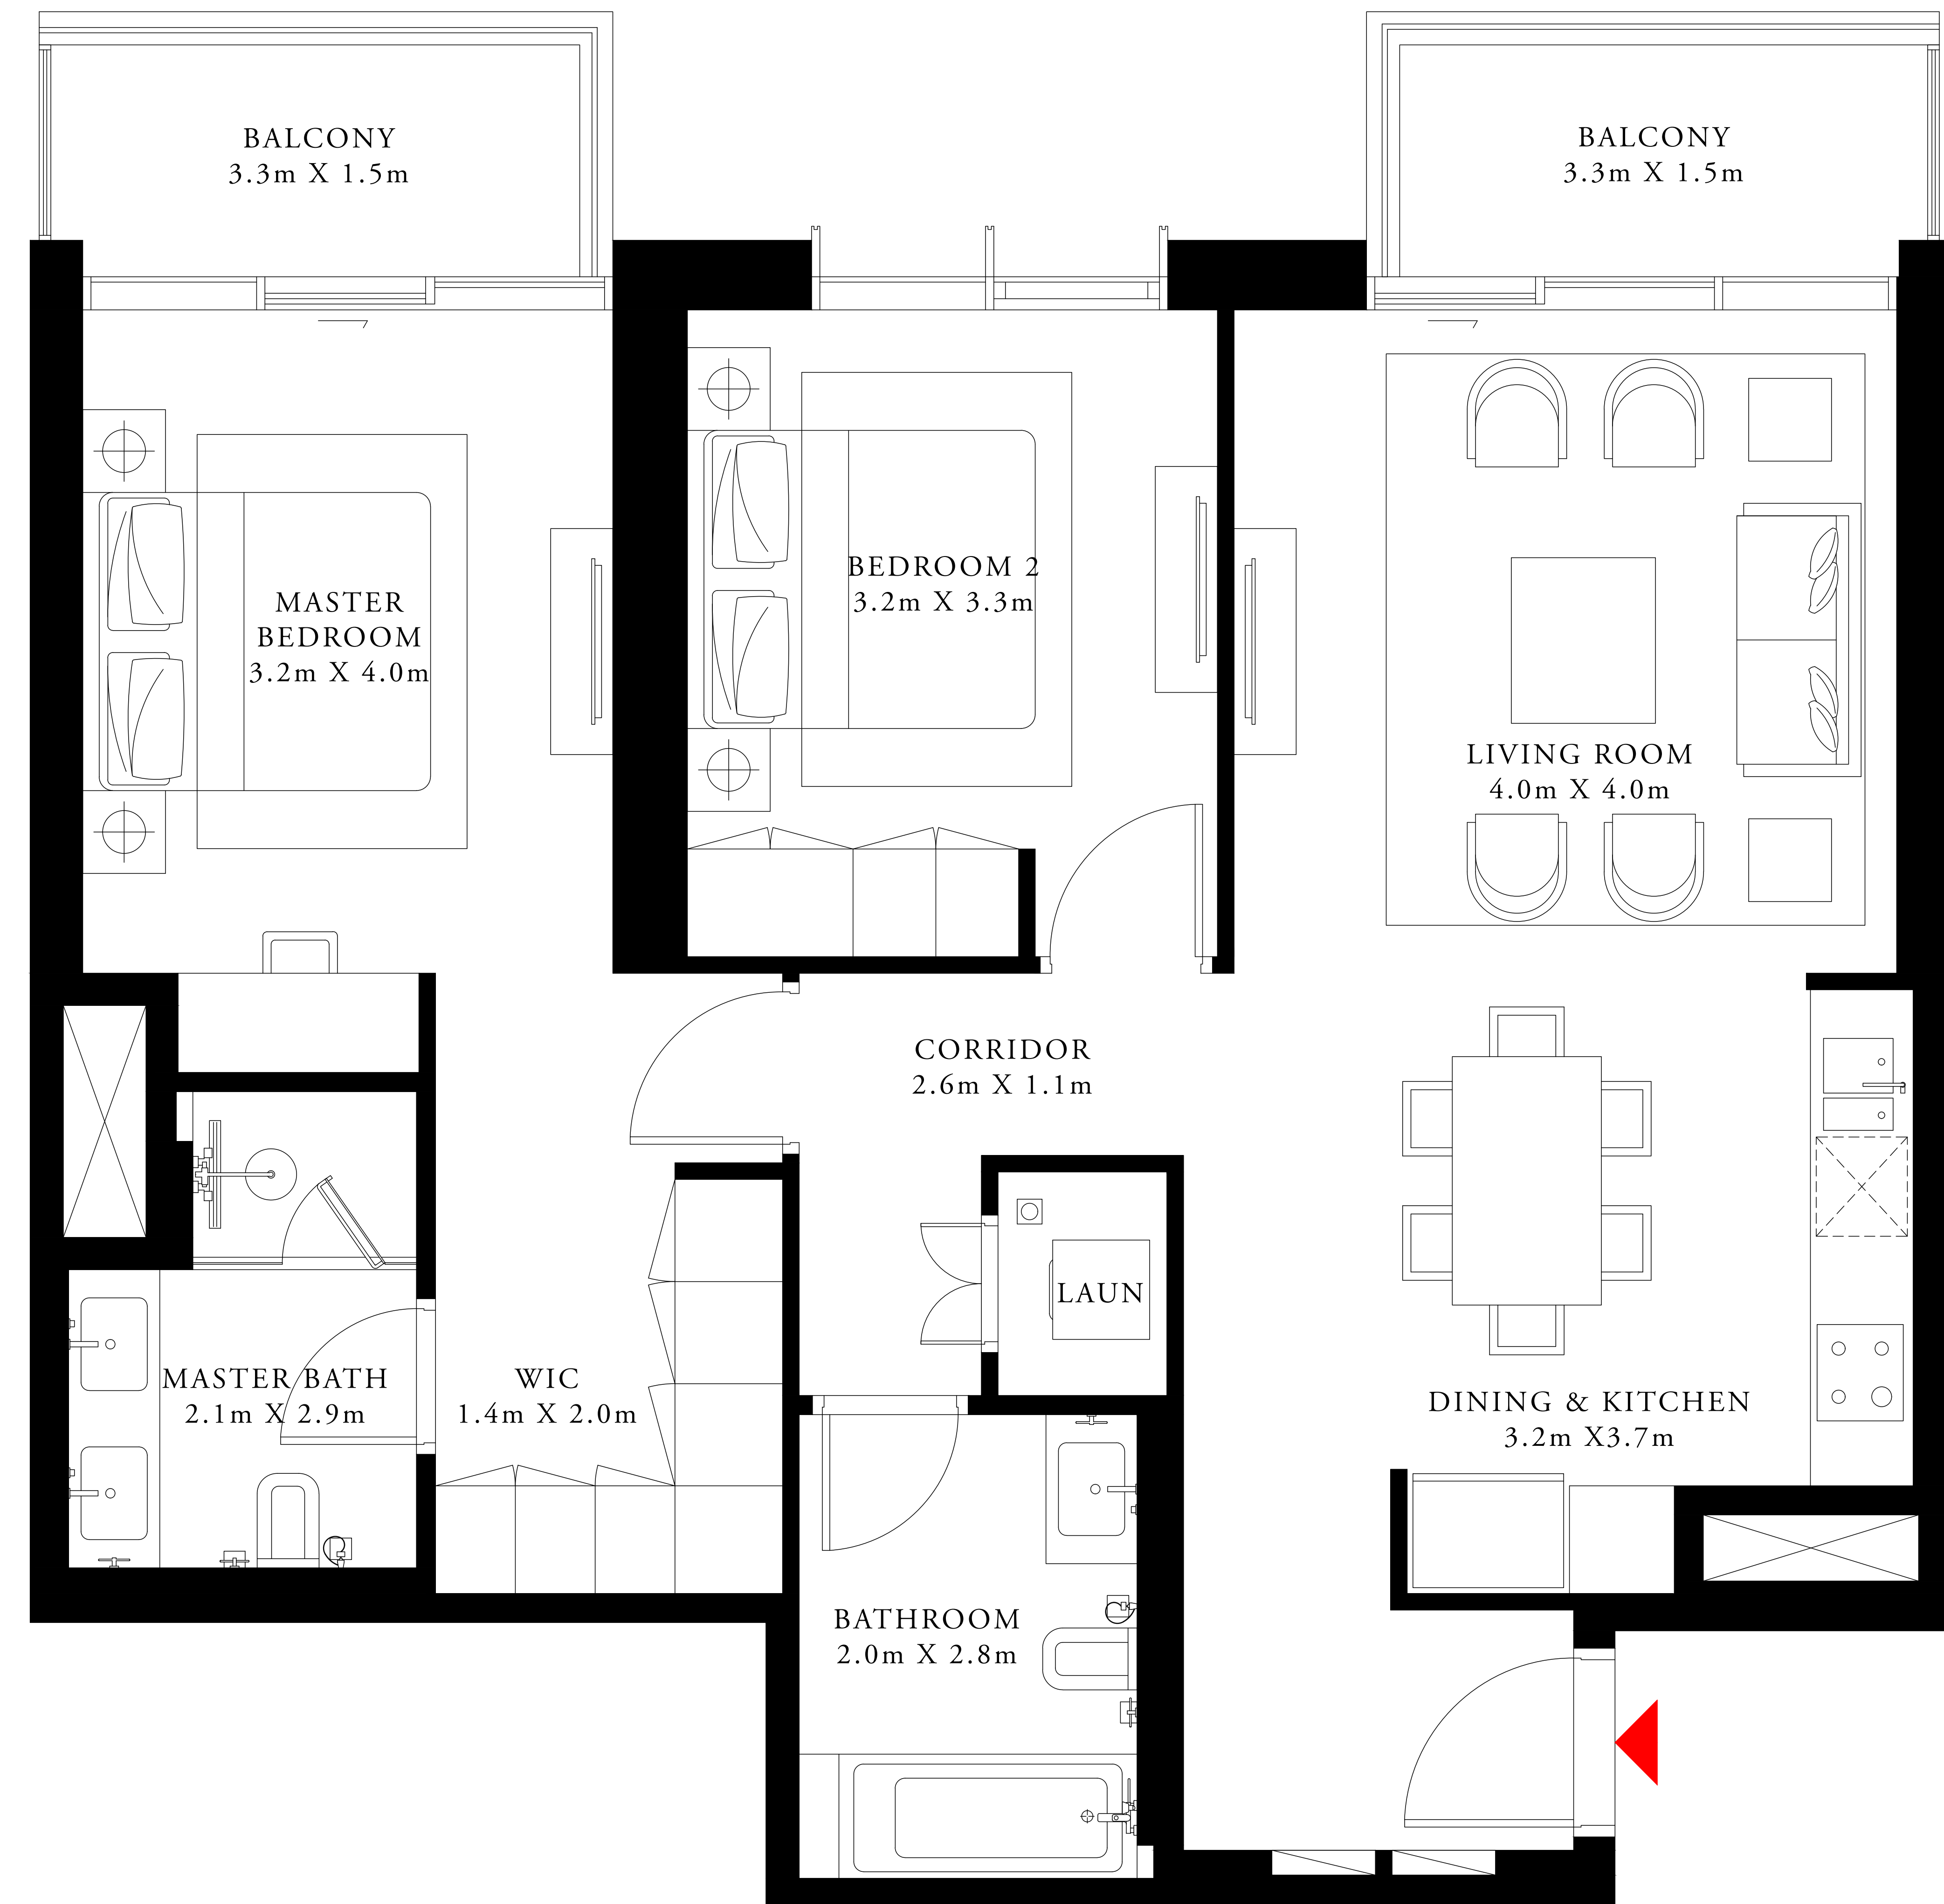 BALCONY
3.3m X 1.5m
BALCONY
3.3m X 1.5m
MASTER
BEDROOM
3.2m X 4.0m
BEDROOM 2
3.2m X 3.3m
LIVING ROOM
4.0m X 4.0m
CORRIDOR
2.6m X 1.1m
LAUN
MASTER BATH
2.1m X 2.9m
WIC
1.4m X 2.0m
DINING & KITCHEN
3.2m X3.7m
BATHROOM
2.0m X 2.8m